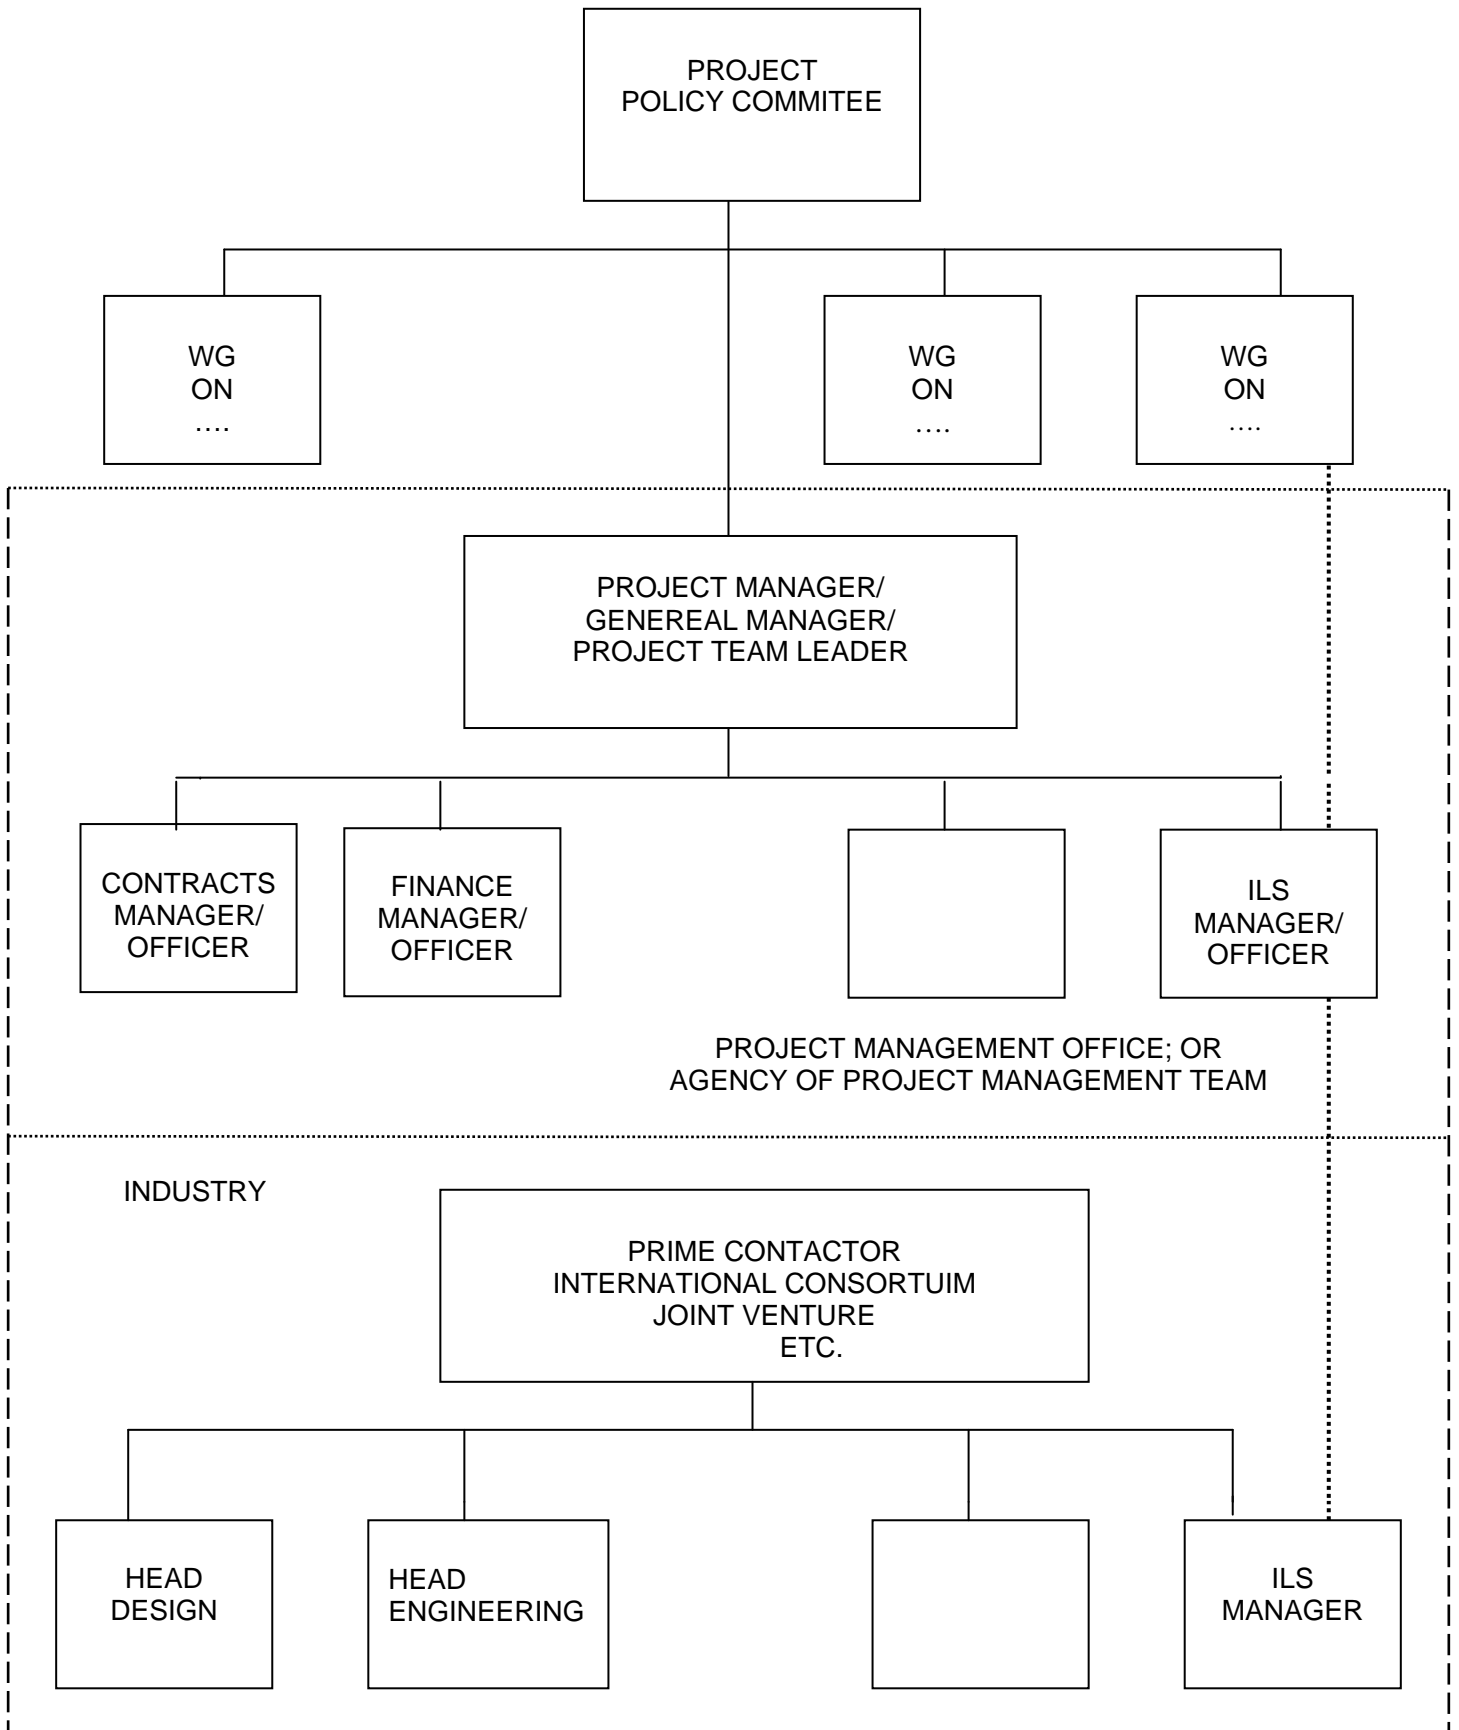 PROJECT
POLICY COMMITEE
WG
ON
....
WG
ON
....
WG
ON
....
PROJECT MANAGER/
GENEREAL MANAGER/
PROJECT TEAM LEADER
CONTRACTS
MANAGER/
OFFICER
FINANCE
MANAGER/
OFFICER
ILS
MANAGER/
OFFICER
PROJECT MANAGEMENT OFFICE; OR
AGENCY OF PROJECT MANAGEMENT TEAM
INDUSTRY
PRIME CONTACTOR
INTERNATIONAL CONSORTUIM
JOINT VENTURE
ETC.
HEAD
DESIGN
HEAD
ENGINEERING
ILS
MANAGER